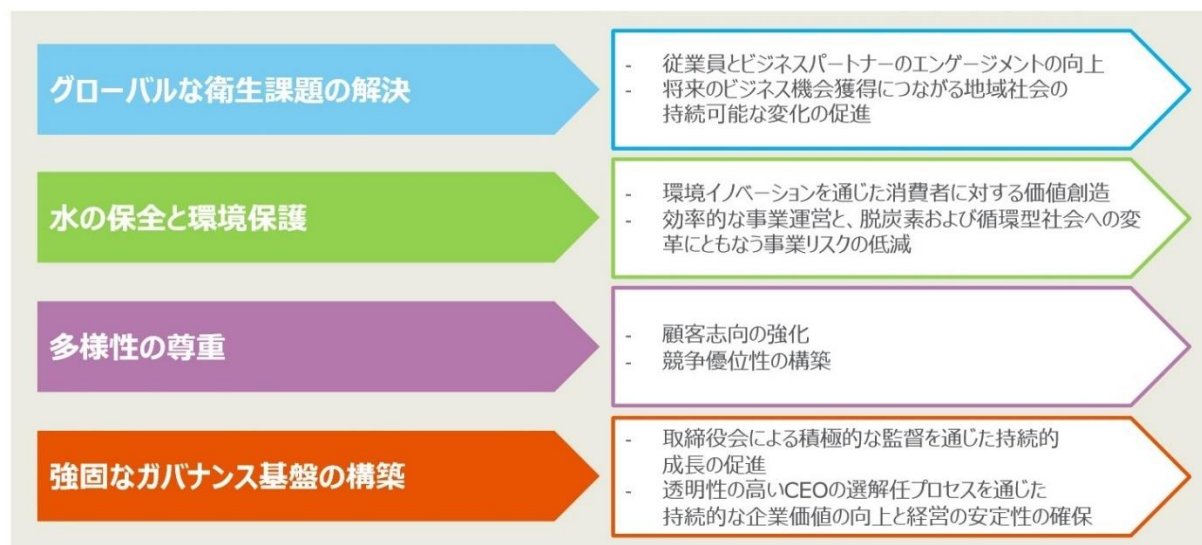 グローバルな衛生課題の解決
- 従業員とビジネスパートナーのエンゲージメントの向上
- 将来のビジネス機会獲得につながる地域社会の
持続可能な変化の促進
水の保全と環境保護
- 環境イノベーションを通じた消費者に対する価値創造
- 効率的な事業運営と、脱炭素および循環型社会への変
革にともなう事業リスクの低減
多様性の尊重
- 顧客志向の強化
- 競争優位性の構築
強固なガバナンス基盤の構築
- 取締役会による積極的な監督を通じた持続的
成長の促進
- 透明性の高いCEOの選解任プロセスを通じた
持続的な企業価値の向上と経営の安定性の確保